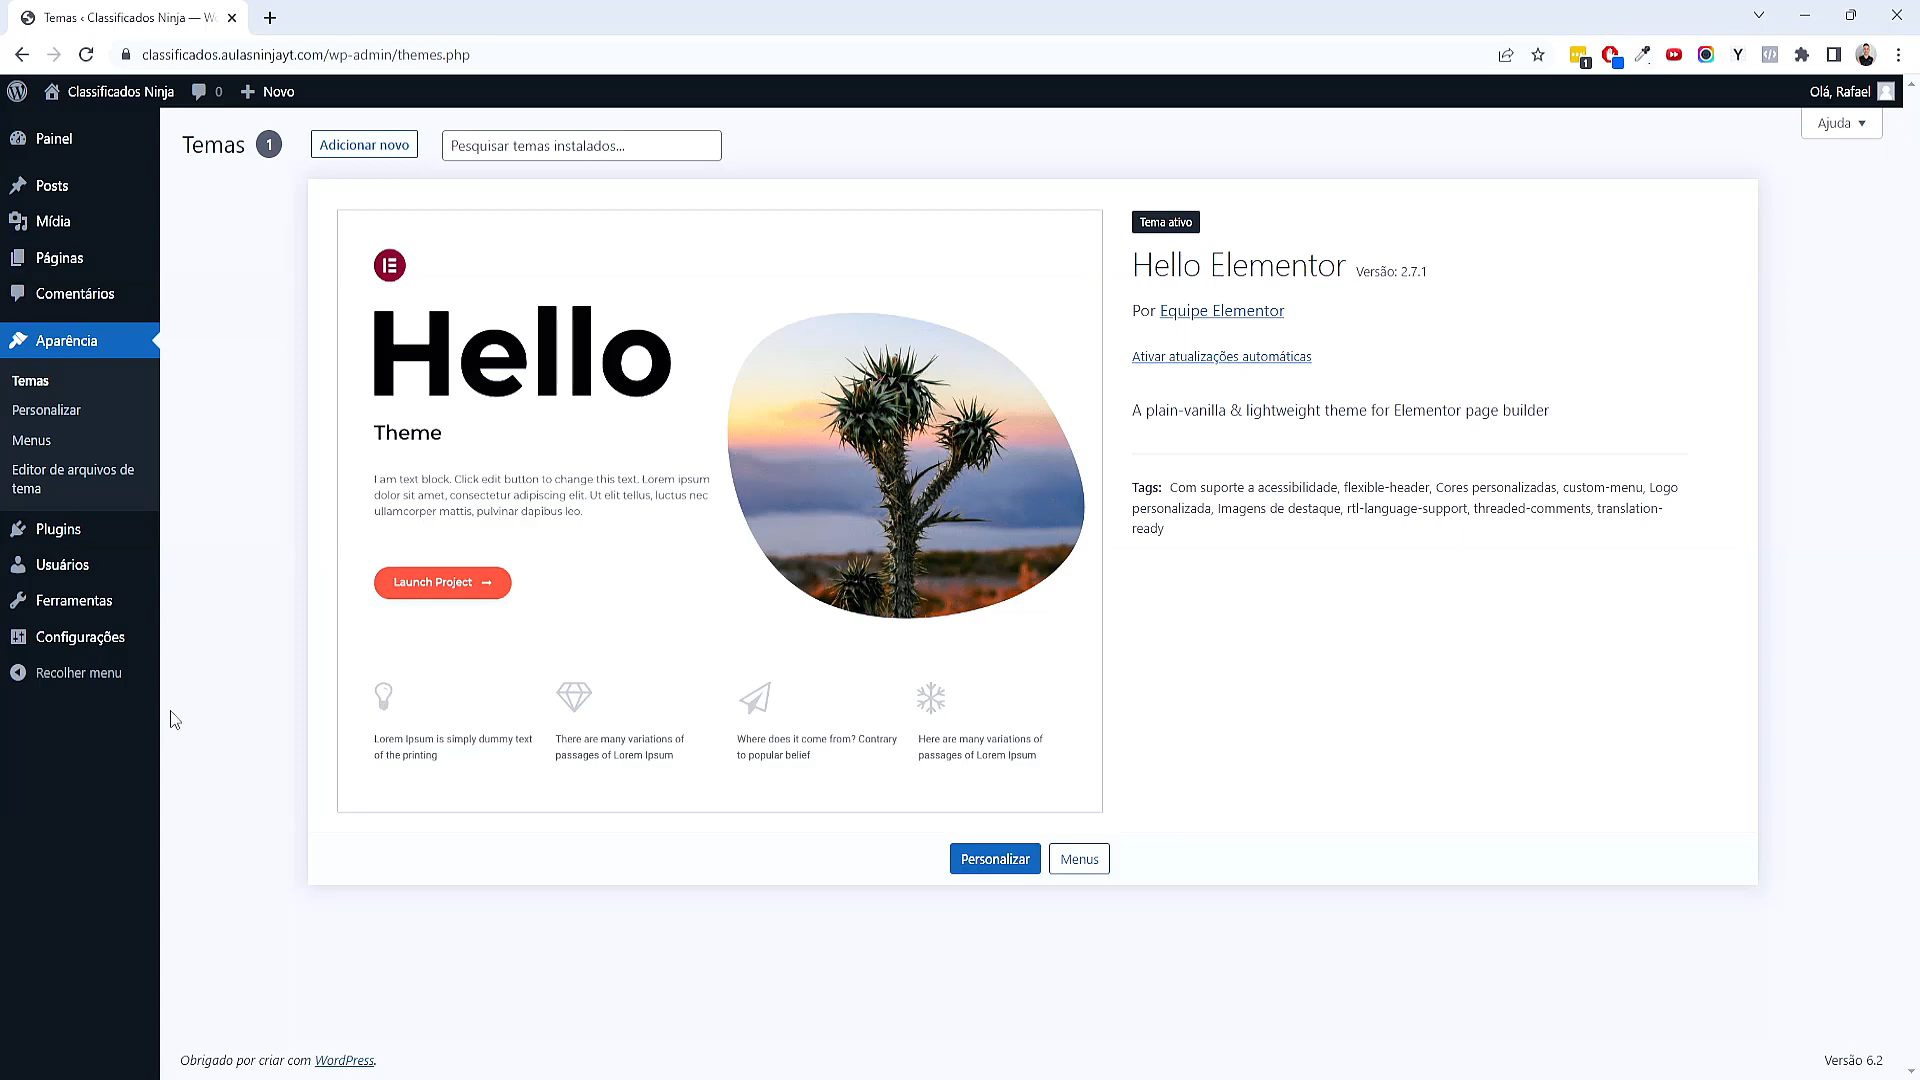 Temas ‹ Classificados Ninja — Wo
classificados.aulasninjayt.com/wp-admin/themes.php
1
Y
Classificados Ninja
0
Novo
Olá, Rafael
Ajuda
Painel
Posts
Mídia
Páginas
Comentários
Aparência
Temas
Personalizar
Menus
Editor de arquivos de
tema
Plugins
Usuários
Ferramentas
Configurações
Recolher menu
Temas 1
Adicionar novo
Pesquisar temas instalados...
Hello
Theme
I am text block. Click edit button to change this text. Lorem ipsum
dolor sit amet, consectetur adipiscing elit. Ut elit tellus, luctus nec
ullamcorper mattis, pulvinar dapibus leo.
Launch Project
Lorem Ipsum is simply dummy text
of the printing
There are many variations of
passages of Lorem Ipsum
Where does it come from? Contrary
to popular belief
Here are many variations of
passages of Lorem Ipsum
Tema ativo
Hello Elementor Versão: 2.7.1
Por Equipe Elementor
Ativar atualizações automáticas
A plain-vanilla & lightweight theme for Elementor page builder
Tags: Com suporte a acessibilidade, flexible-header, Cores personalizadas, custom-menu, Logo
personalizada, Imagens de destaque, rtl-language-support, threaded-comments, translation-
ready
Personalizar
Menus
Obrigado por criar com WordPress.
Versão 6.2